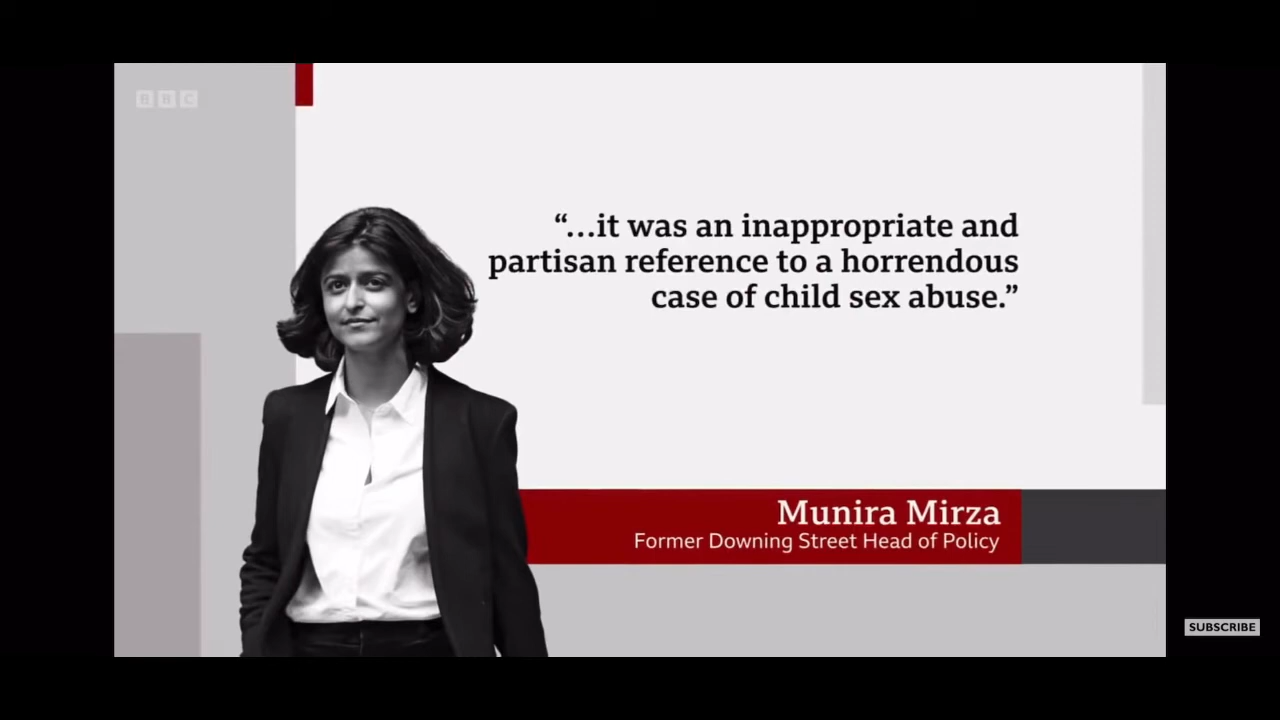 BBC
“…it was an inappropriate and
partisan reference to a horrendous
case of child sex abuse.”
Munira Mirza
Former Downing Street Head of Policy
SUBSCRIBE